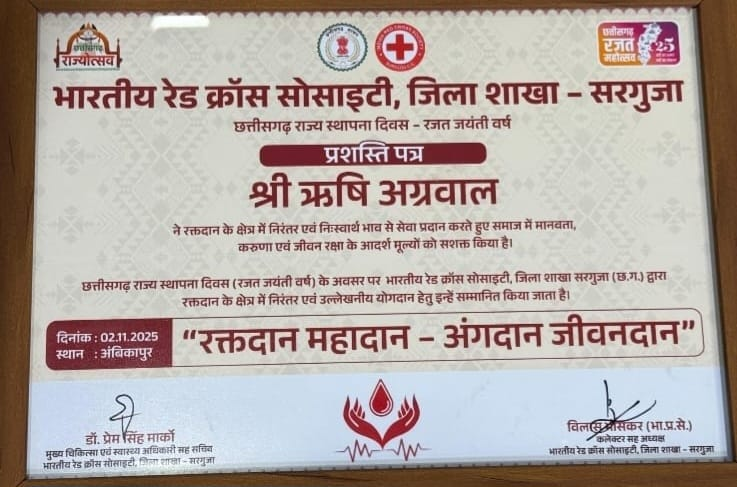 छत्तीसगढ़
राज्योत्सव
छत्तीसगढ़
रजत
महोत्सव
25
भारतीय रेड क्रॉस सोसाइटी, जिला शाखा – सरगुजा
छत्तीसगढ़ राज्य स्थापना दिवस – रजत जयंती वर्ष
प्रशस्ति पत्र
श्री ऋषि अग्रवाल
ने रक्तदान के क्षेत्र में निरंतर एवं निःस्वार्थ भाव से सेवा प्रदान करते हुए समाज में मानवता,
करुणा एवं जीवन रक्षा के आदर्श मूल्यों को सशक्त किया है।
छत्तीसगढ़ राज्य स्थापना दिवस (रजत जयंती वर्ष) के अवसर पर भारतीय रेड क्रॉस सोसाइटी, जिला शाखा सरगुजा (छ.ग.) द्वारा
रक्तदान के क्षेत्र में निरंतर एवं उल्लेखनीय योगदान हेतु इन्हें सम्मानित किया जाता है।
दिनांक : 02.11.2025
स्थान : अंबिकापुर
“रक्तदान महादान – अंगदान जीवनदान”
डॉ. प्रेम सिंह मार्को
मुख्य चिकित्सा एवं स्वास्थ्य अधिकारी सह सचिव
भारतीय रेड क्रॉस सोसाइटी, जिला शाखा - सरगुजा
विलास भोसकर (भा.प्र.से.)
कलेक्टर सह अध्यक्ष
भारतीय रेड क्रॉस सोसाइटी, जिला शाखा - सरगुजा